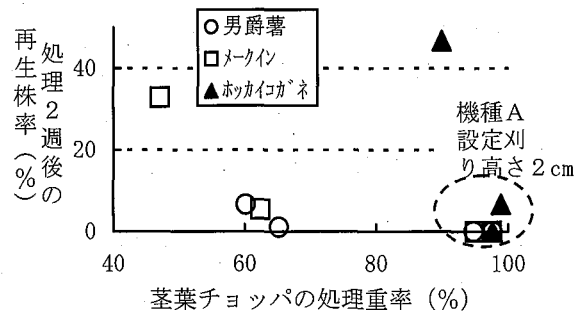 処理2週後の
再生株率(%)
40
20
0
○男爵薯
□メークイン
▲ホッカイコガネ
機種A
設定刈
り高さ2cm
40 60 80 100
茎葉チョッパの処理重率(%)